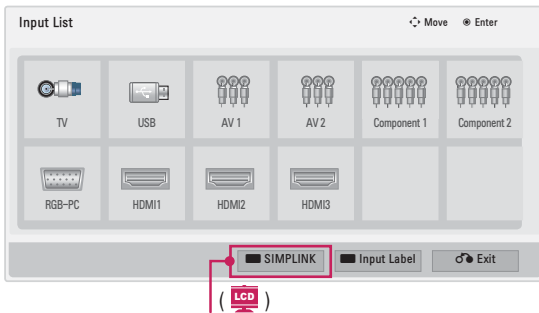 Input List
Move Enter
TV USB AV 1 AV 2 Component 1 Component 2
RGB-PC HDMI1 HDMI2 HDMI3
SIMPLINK Input Label Exit
( LCD )